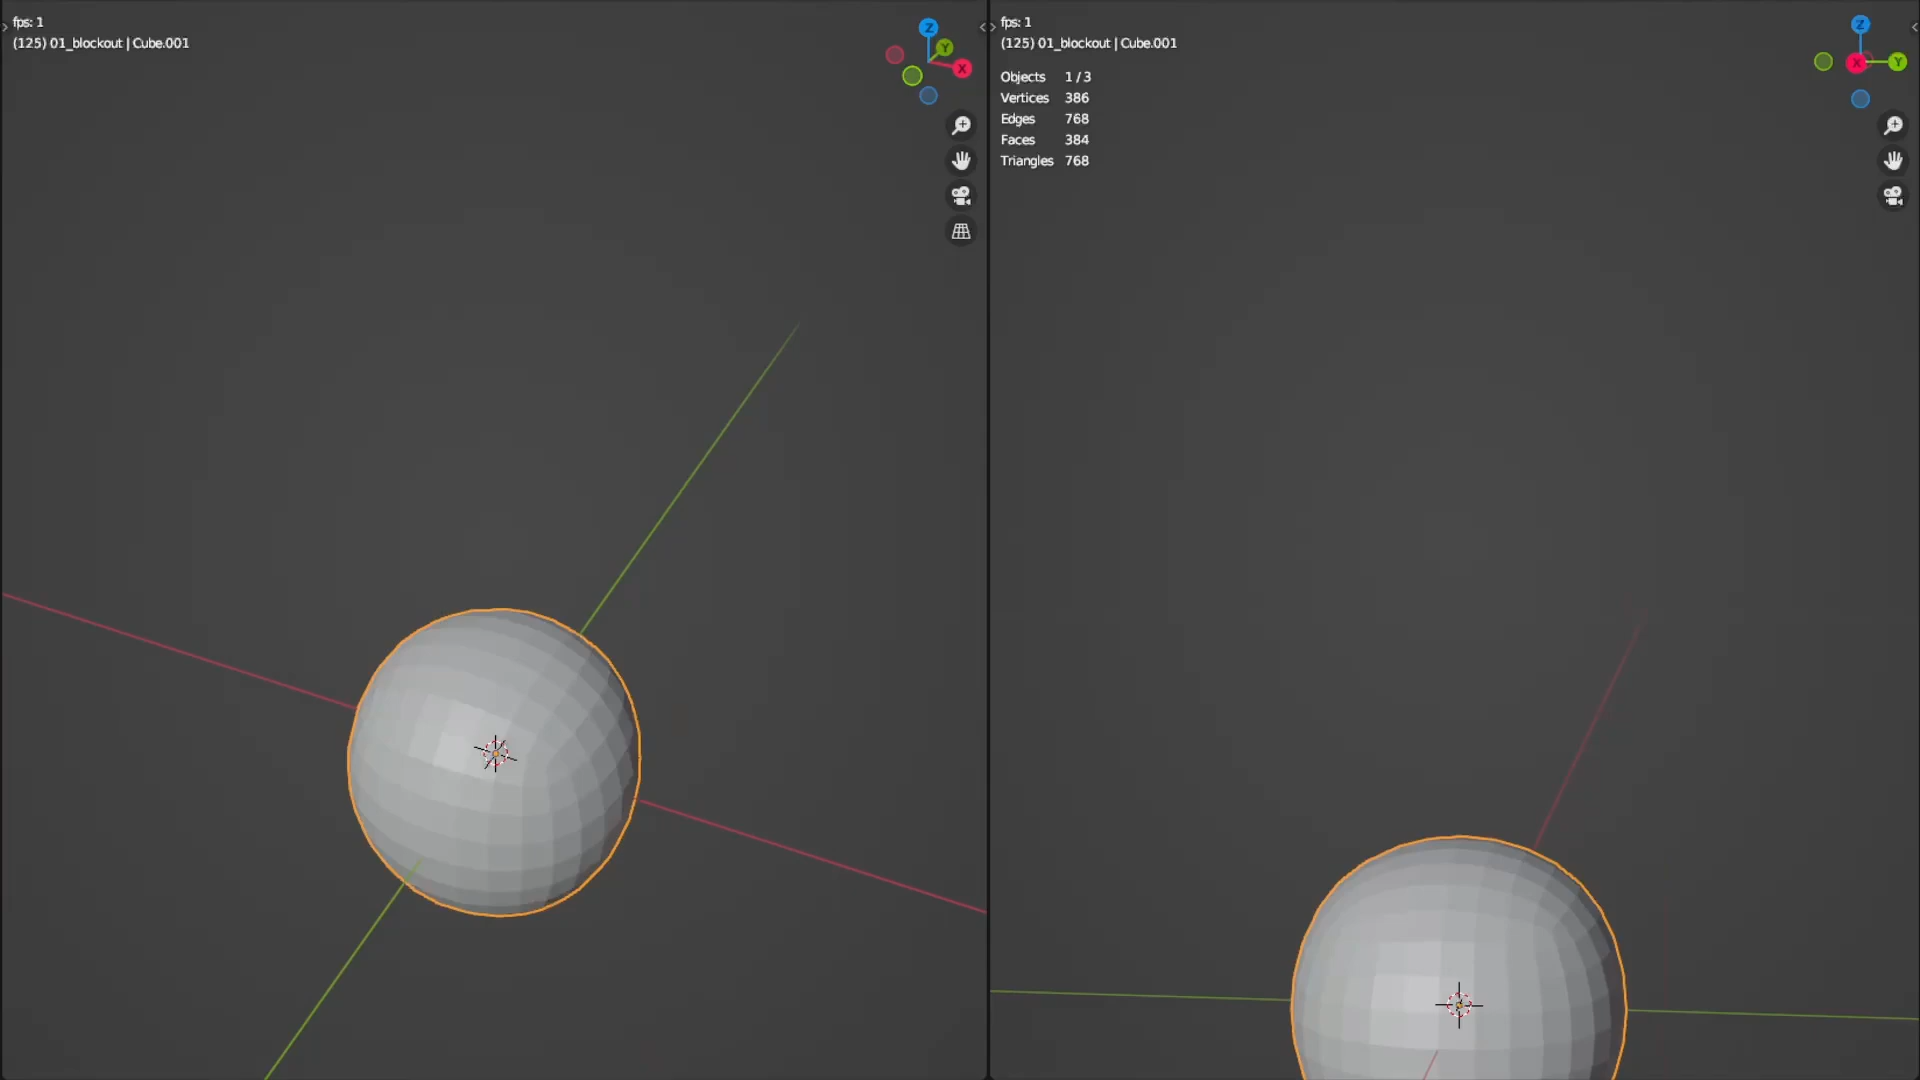 fps: 1
(125) 01_blockout | Cube.001
Z
Y
X
fps: 1
(125) 01_blockout | Cube.001
Objects 1 / 3
Vertices 386
Edges 768
Faces 384
Triangles 768
Z
X
Y